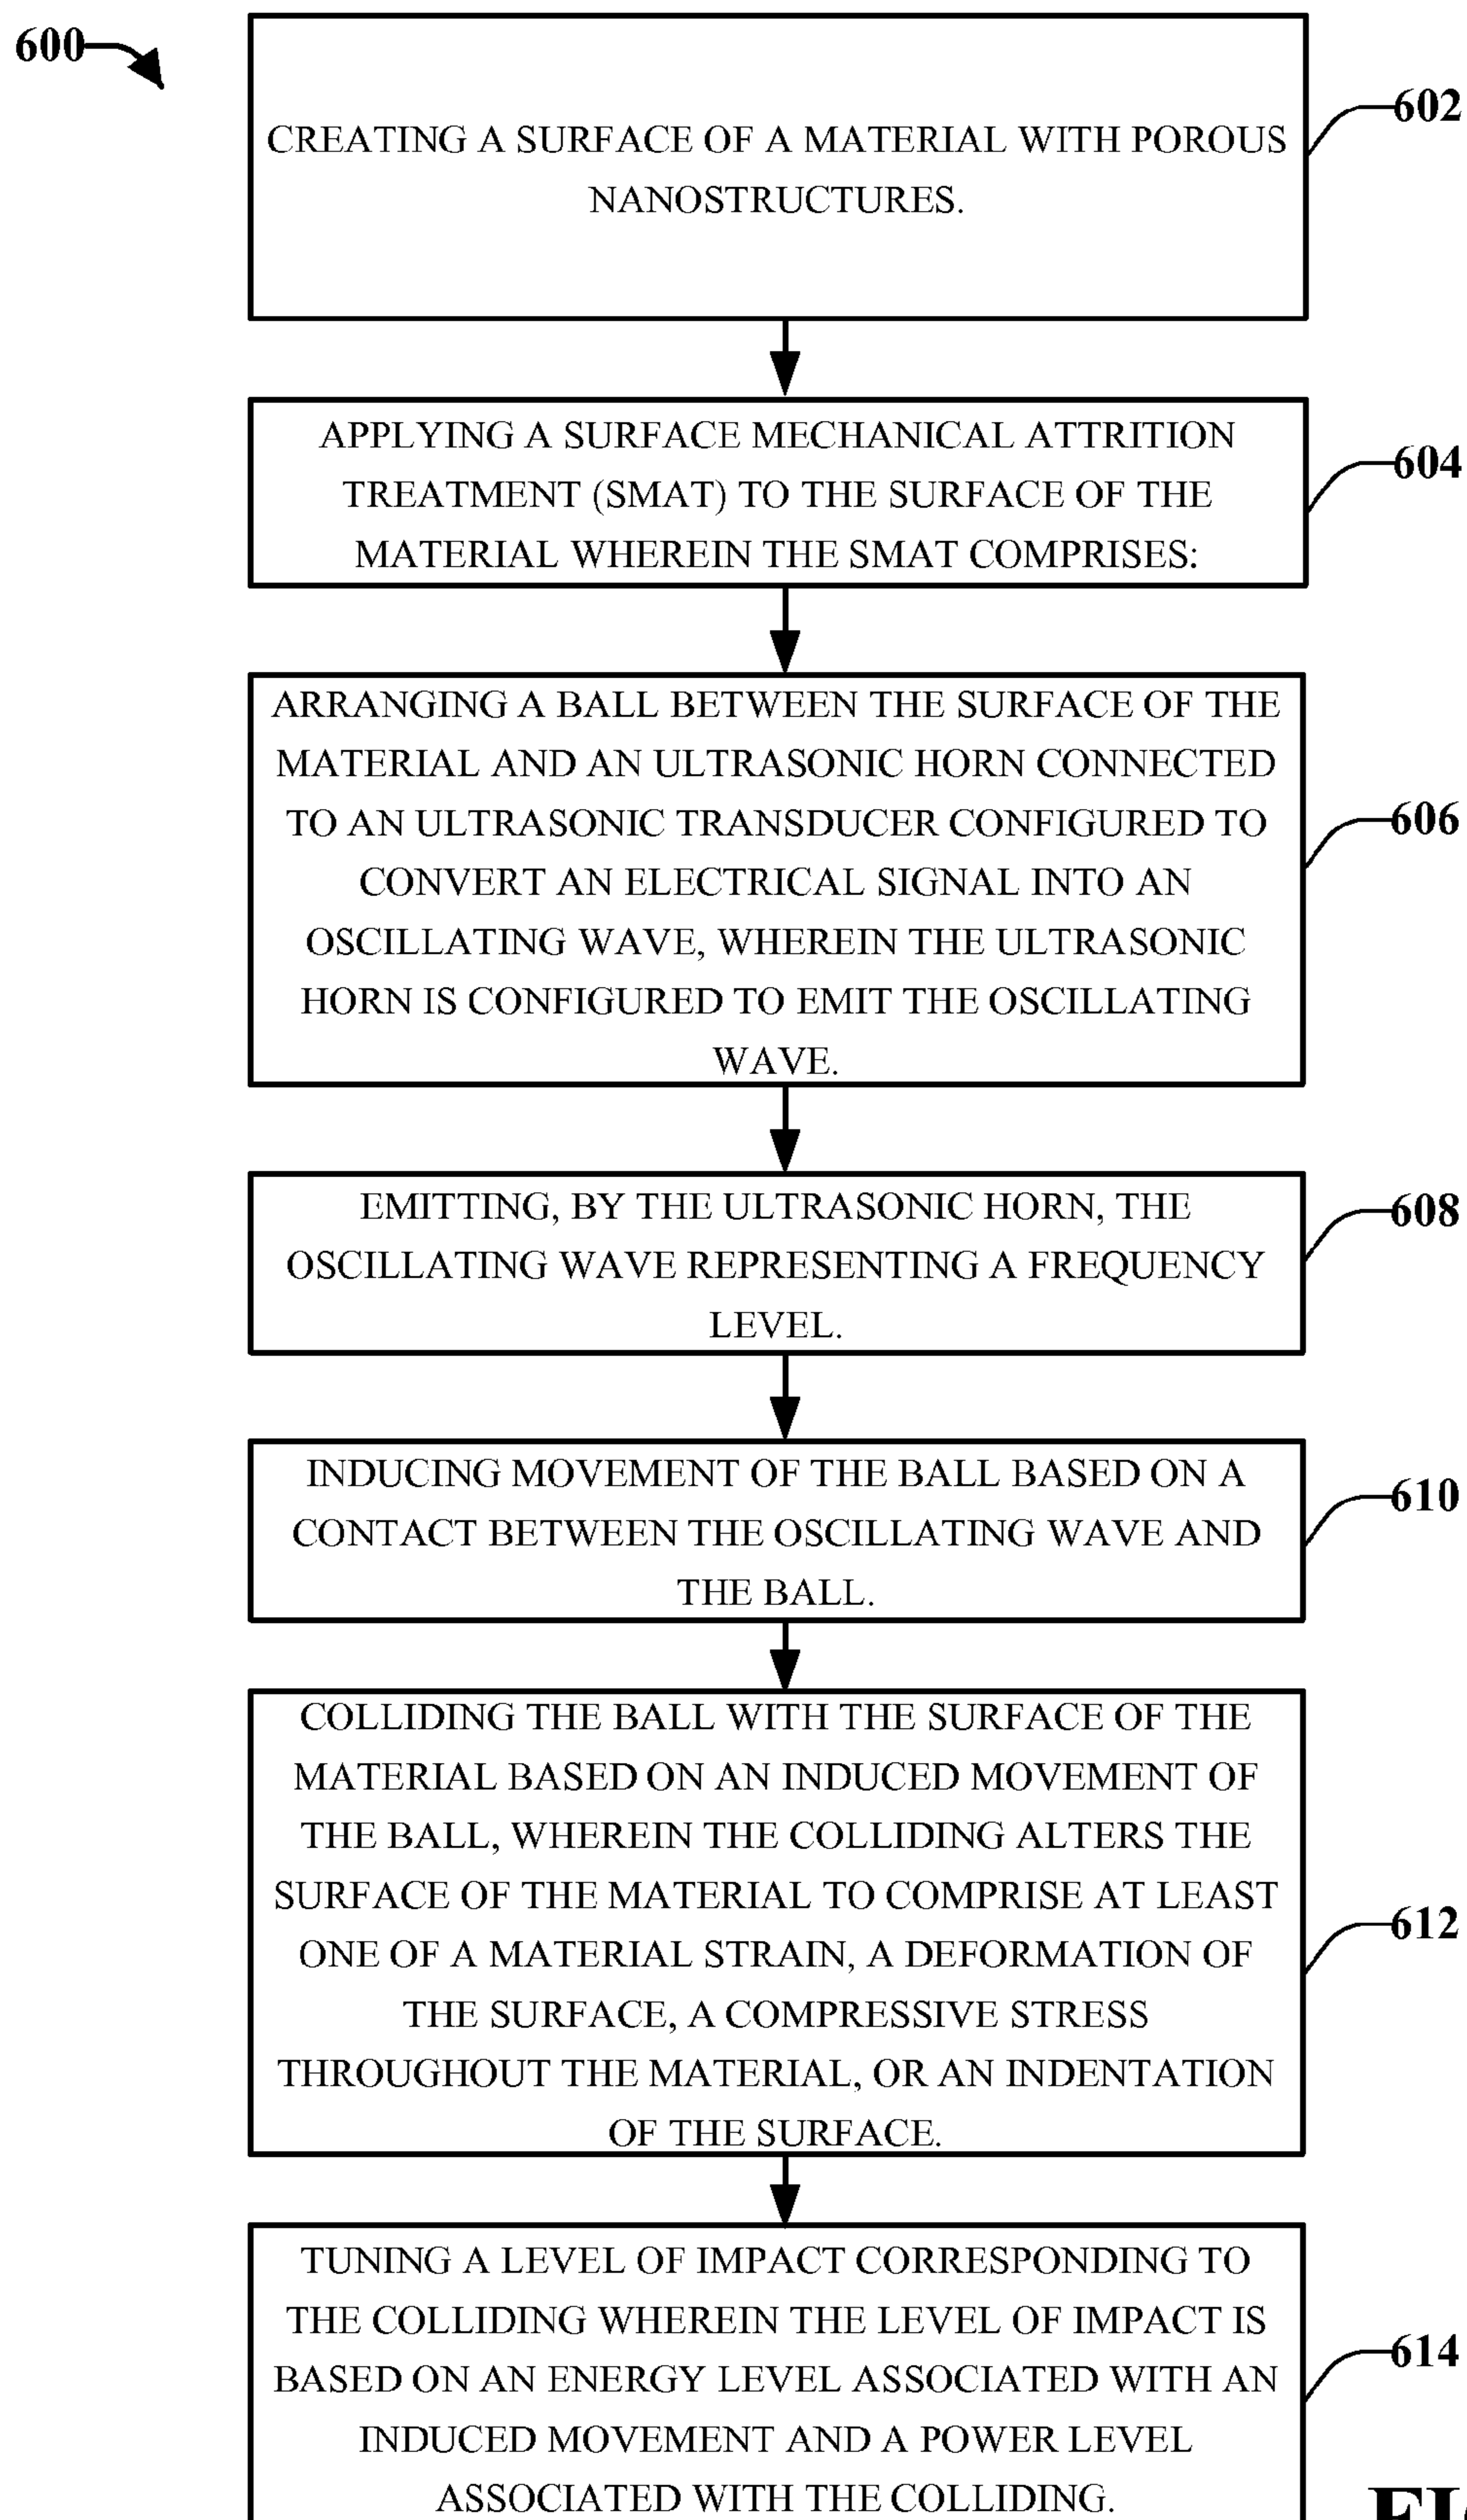 600
CREATING A SURFACE OF A MATERIAL WITH POROUS
NANOSTRUCTURES.
602
APPLYING A SURFACE MECHANICAL ATTRITION
TREATMENT (SMAT) TO THE SURFACE OF THE
MATERIAL WHEREIN THE SMAT COMPRISES:
604
ARRANGING A BALL BETWEEN THE SURFACE OF THE
MATERIAL AND AN ULTRASONIC HORN CONNECTED
TO AN ULTRASONIC TRANSDUCER CONFIGURED TO
CONVERT AN ELECTRICAL SIGNAL INTO AN
OSCILLATING WAVE, WHEREIN THE ULTRASONIC
HORN IS CONFIGURED TO EMIT THE OSCILLATING
WAVE.
606
EMITTING, BY THE ULTRASONIC HORN, THE
OSCILLATING WAVE REPRESENTING A FREQUENCY
LEVEL.
608
INDUCING MOVEMENT OF THE BALL BASED ON A
CONTACT BETWEEN THE OSCILLATING WAVE AND
THE BALL.
610
COLLIDING THE BALL WITH THE SURFACE OF THE
MATERIAL BASED ON AN INDUCED MOVEMENT OF
THE BALL, WHEREIN THE COLLIDING ALTERS THE
SURFACE OF THE MATERIAL TO COMPRISE AT LEAST
ONE OF A MATERIAL STRAIN, A DEFORMATION OF
THE SURFACE, A COMPRESSIVE STRESS
THROUGHOUT THE MATERIAL, OR AN INDENTATION
OF THE SURFACE.
612
TUNING A LEVEL OF IMPACT CORRESPONDING TO
THE COLLIDING WHEREIN THE LEVEL OF IMPACT IS
BASED ON AN ENERGY LEVEL ASSOCIATED WITH AN
INDUCED MOVEMENT AND A POWER LEVEL
ASSOCIATED WITH THE COLLIDING.
614